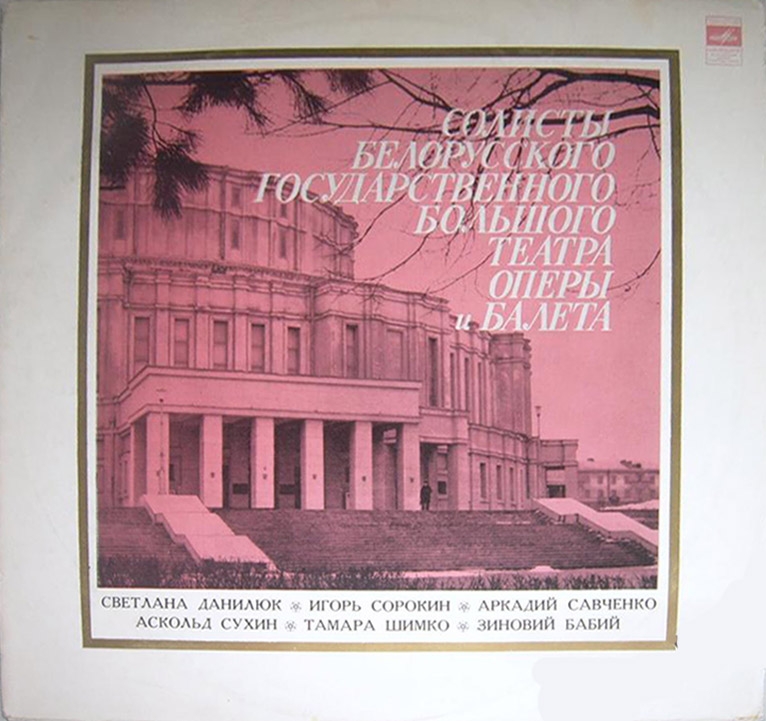 СОЛИСТЫ
БЕЛОРУССКОГО
ГОСУДАРСТВЕННОГО
БОЛЬШОГО
ТЕАТРА
ОПЕРЫ
и БАЛЕТА
СВЕТЛАНА ДАНИЛЮК * ИГОРЬ СОРОКИН * АРКАДИЙ САВЧЕНКО
АСКОЛЬД СУХИН * ТАМАРА ШИМКО * ЗИНОВИЙ БАБИЙ